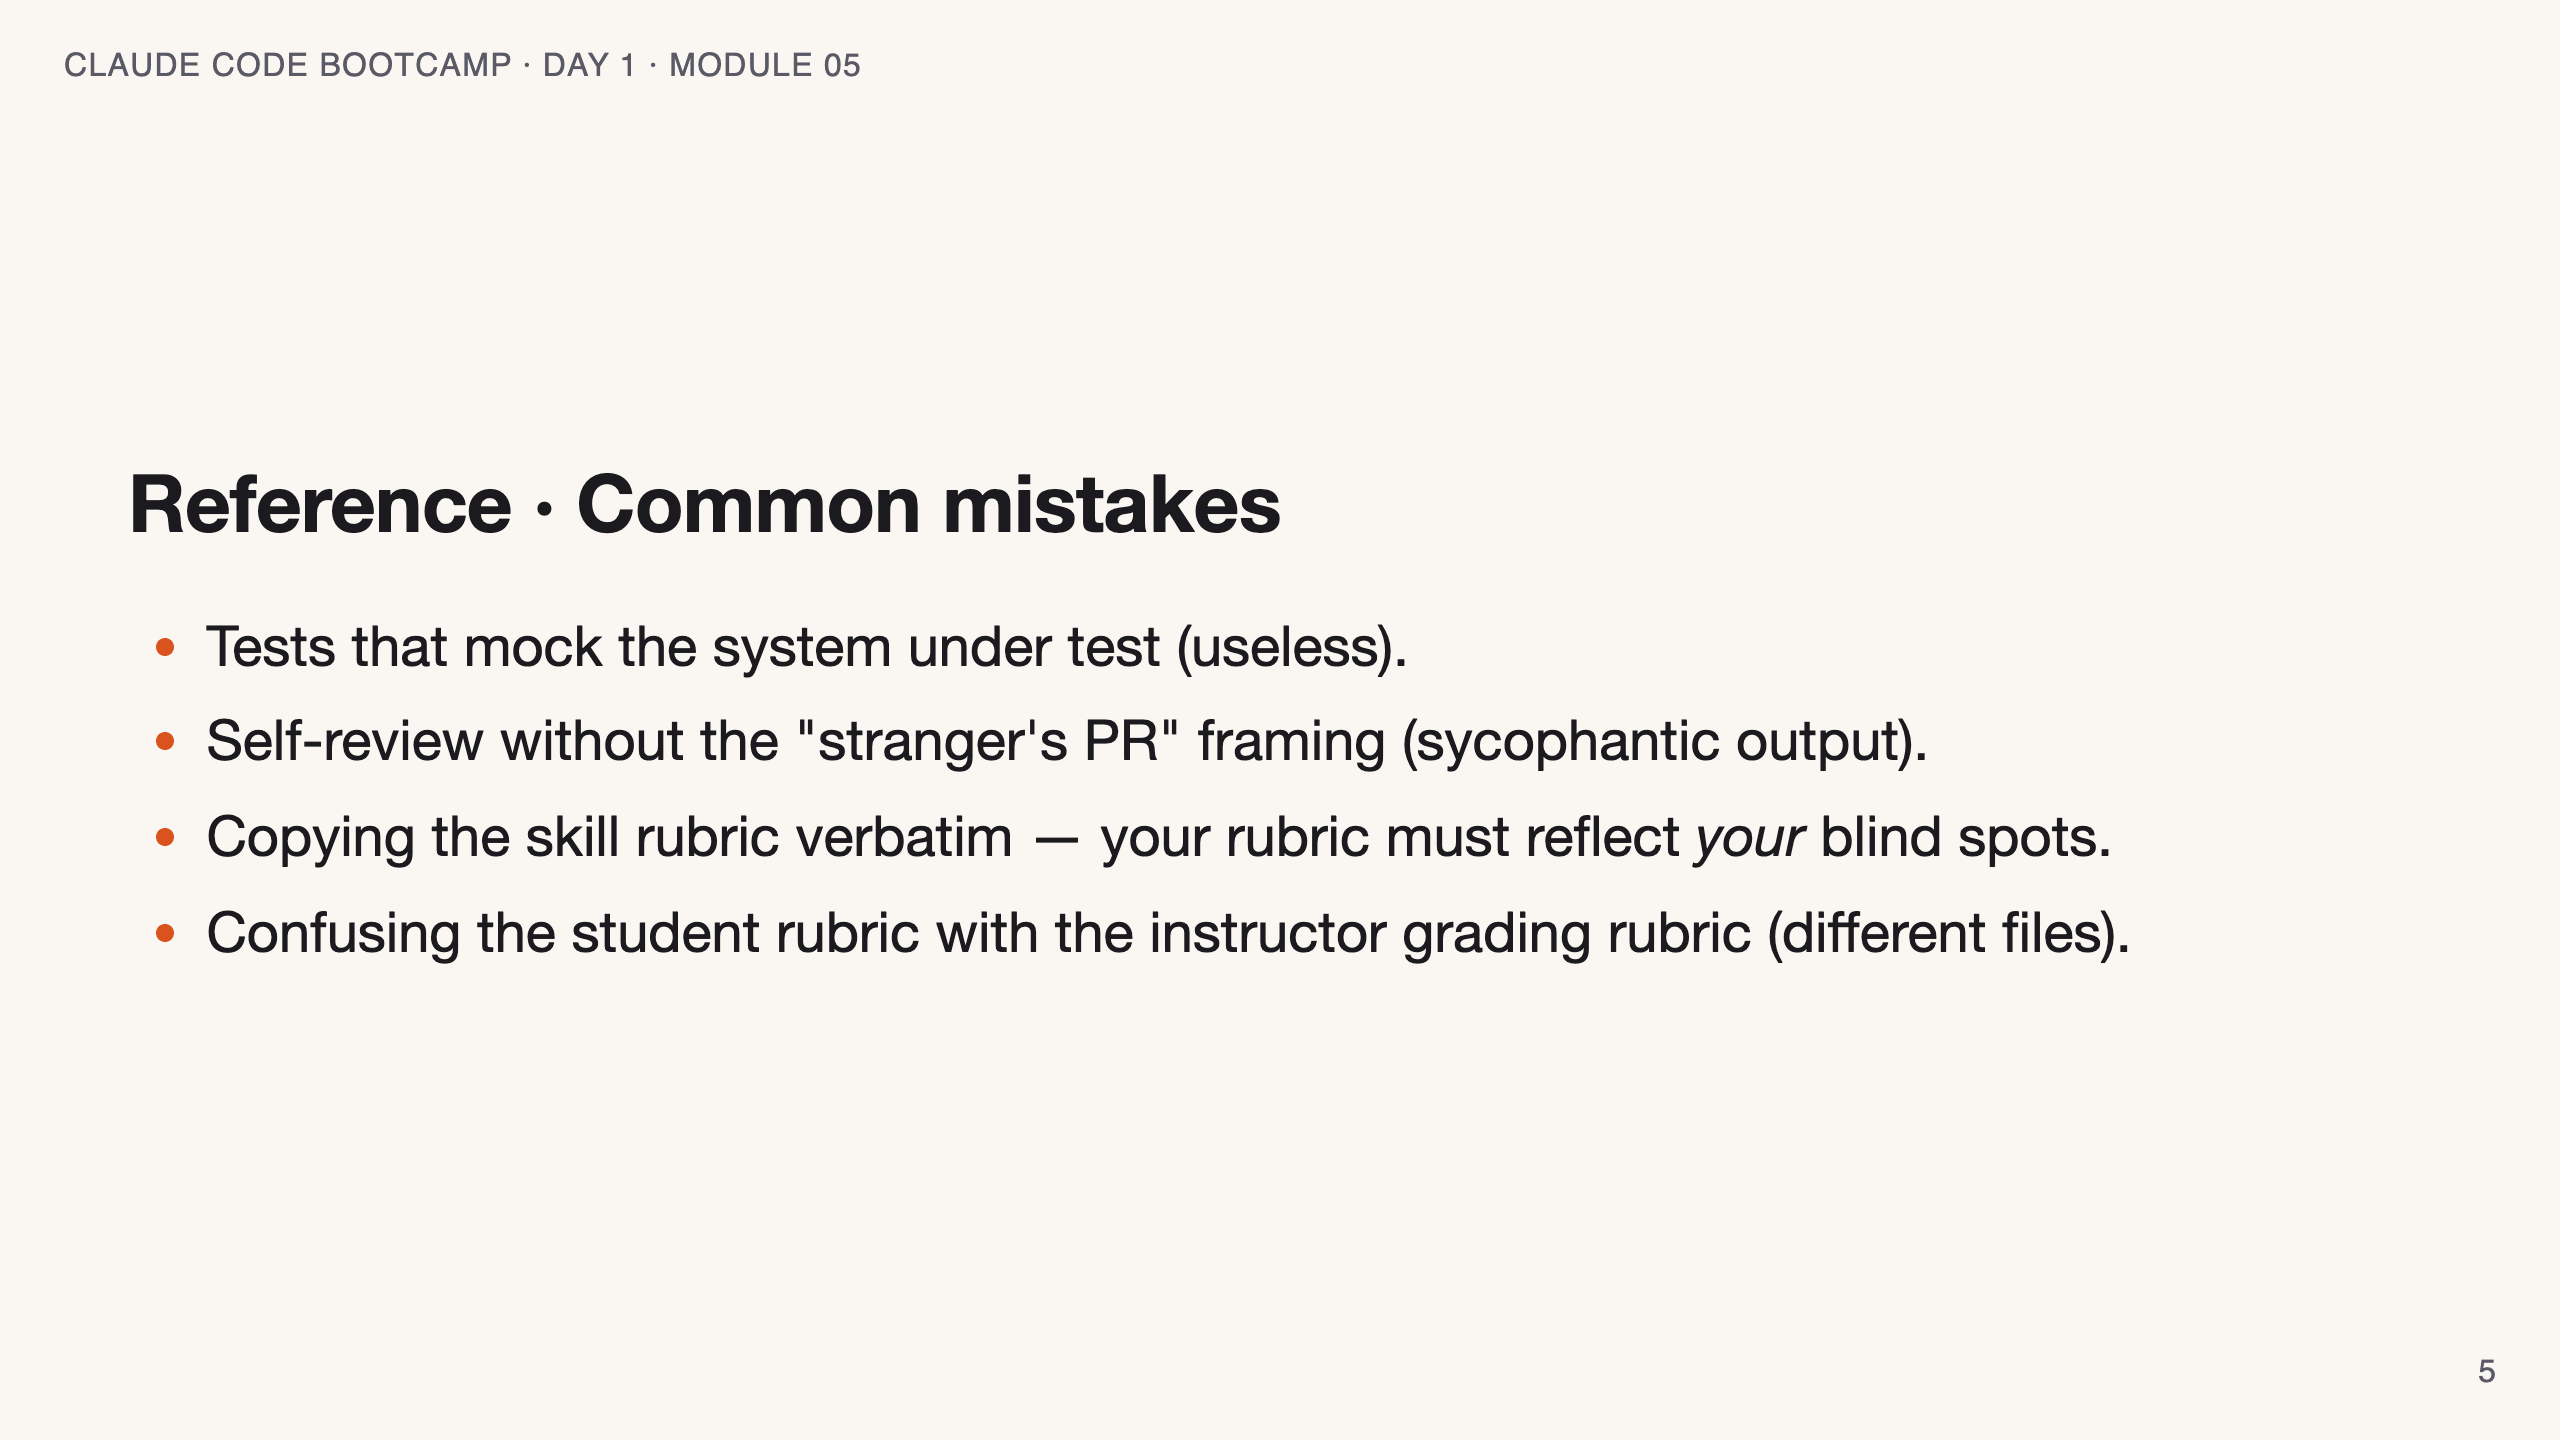 CLAUDE CODE BOOTCAMP · DAY 1 · MODULE 05
Reference · Common mistakes
• Tests that mock the system under test (useless).
• Self-review without the "stranger's PR" framing (sycophantic output).
• Copying the skill rubric verbatim — your rubric must reflect your blind spots.
• Confusing the student rubric with the instructor grading rubric (different files).
5